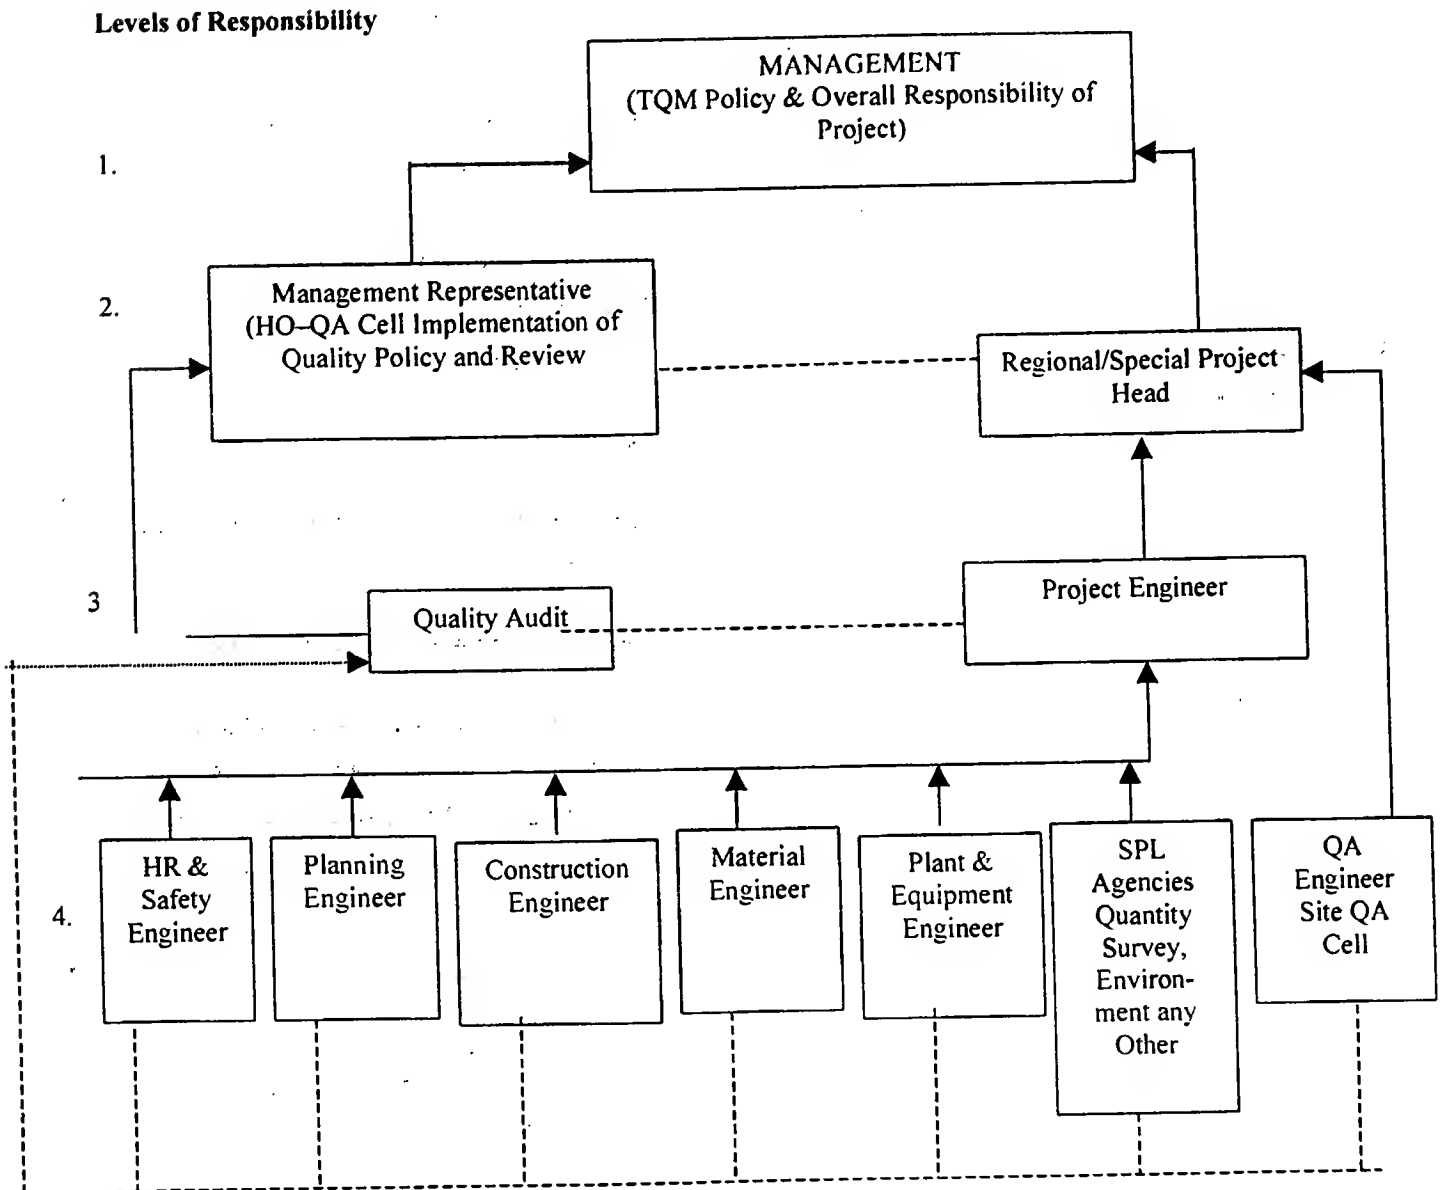 Levels of Responsibility
MANAGEMENT
(TQM Policy & Overall Responsibility of
Project)
1.
2.
Management Representative
(HO–QA Cell Implementation of
Quality Policy and Review
Regional/Special Project
Head
3
Quality Audit
Project Engineer
4.
HR &
Safety
Engineer
Planning
Engineer
Construction
Engineer
Material
Engineer
Plant &
Equipment
Engineer
SPL
Agencies
Quantity
Survey,
Environ-
ment any
Other
QA
Engineer
Site QA
Cell